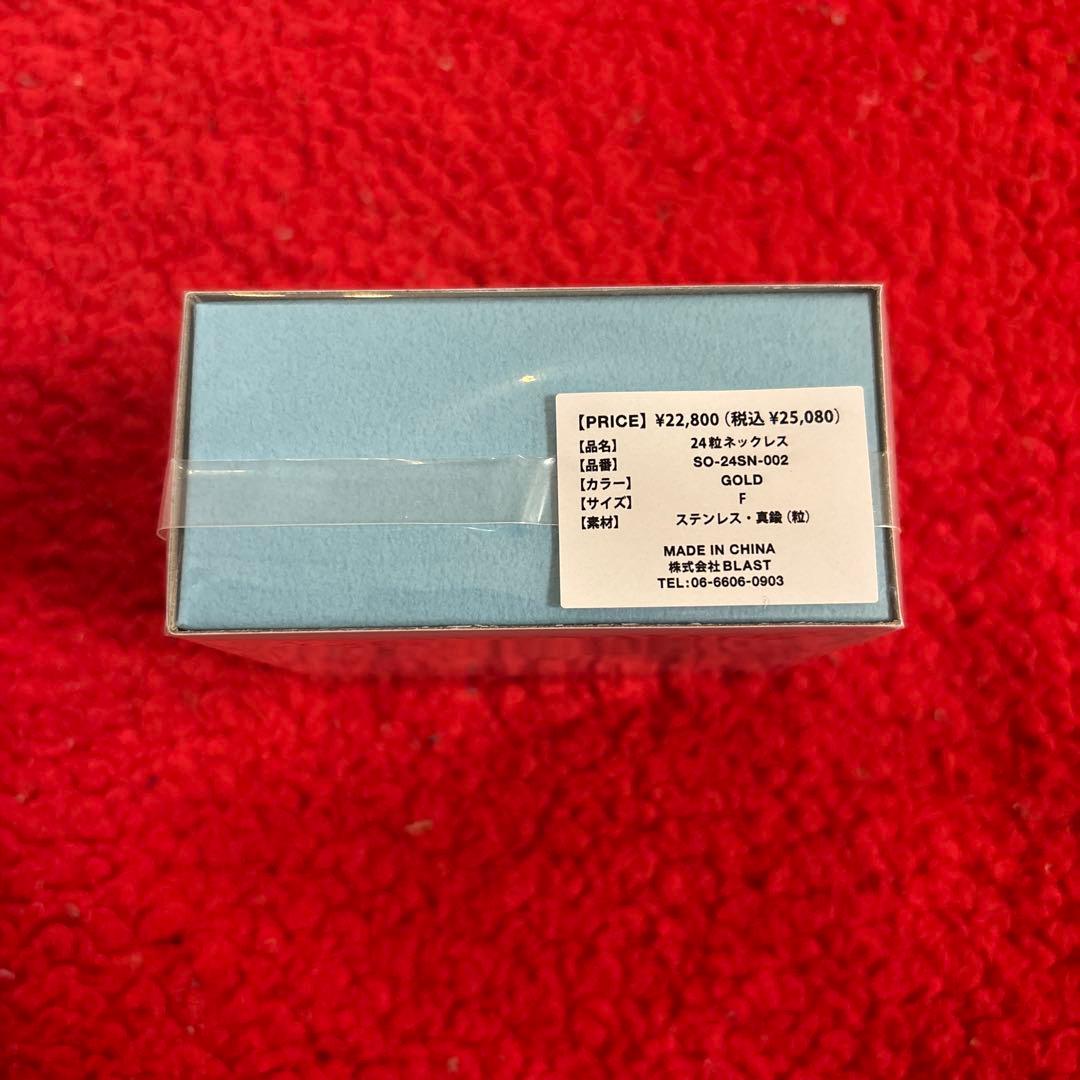 【PRICE】¥22,800（税込 ¥25,080）
【品名】 24粒ネックレス
【品番】 SO-24SN-002
【カラー】 GOLD
【サイズ】 F
【素材】 ステンレス・真鍮（粒）
MADE IN CHINA
株式会社BLAST
TEL:06-6606-0903